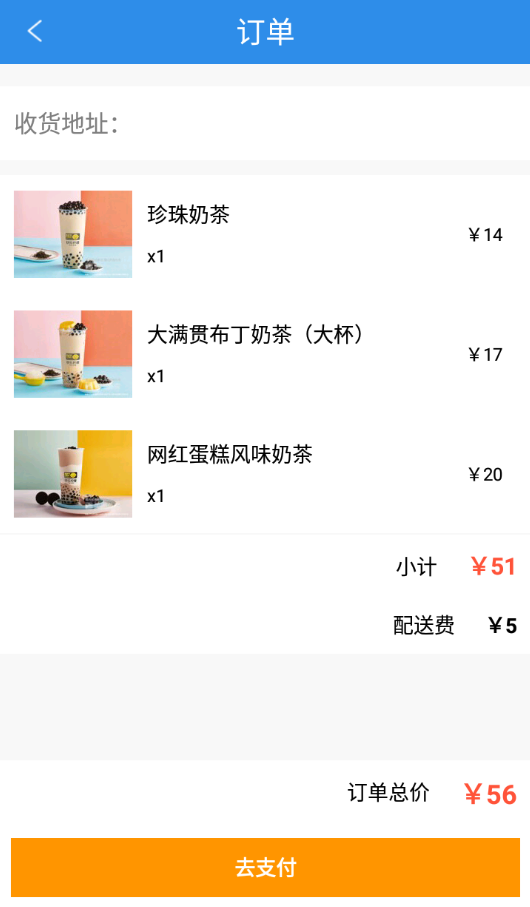 订单
收货地址：
珍珠奶茶
x1
￥14
大满贯布丁奶茶（大杯）
x1
￥17
网红蛋糕风味奶茶
x1
￥20
小计 ￥51
配送费 ￥5
订单总价 ￥56
去支付